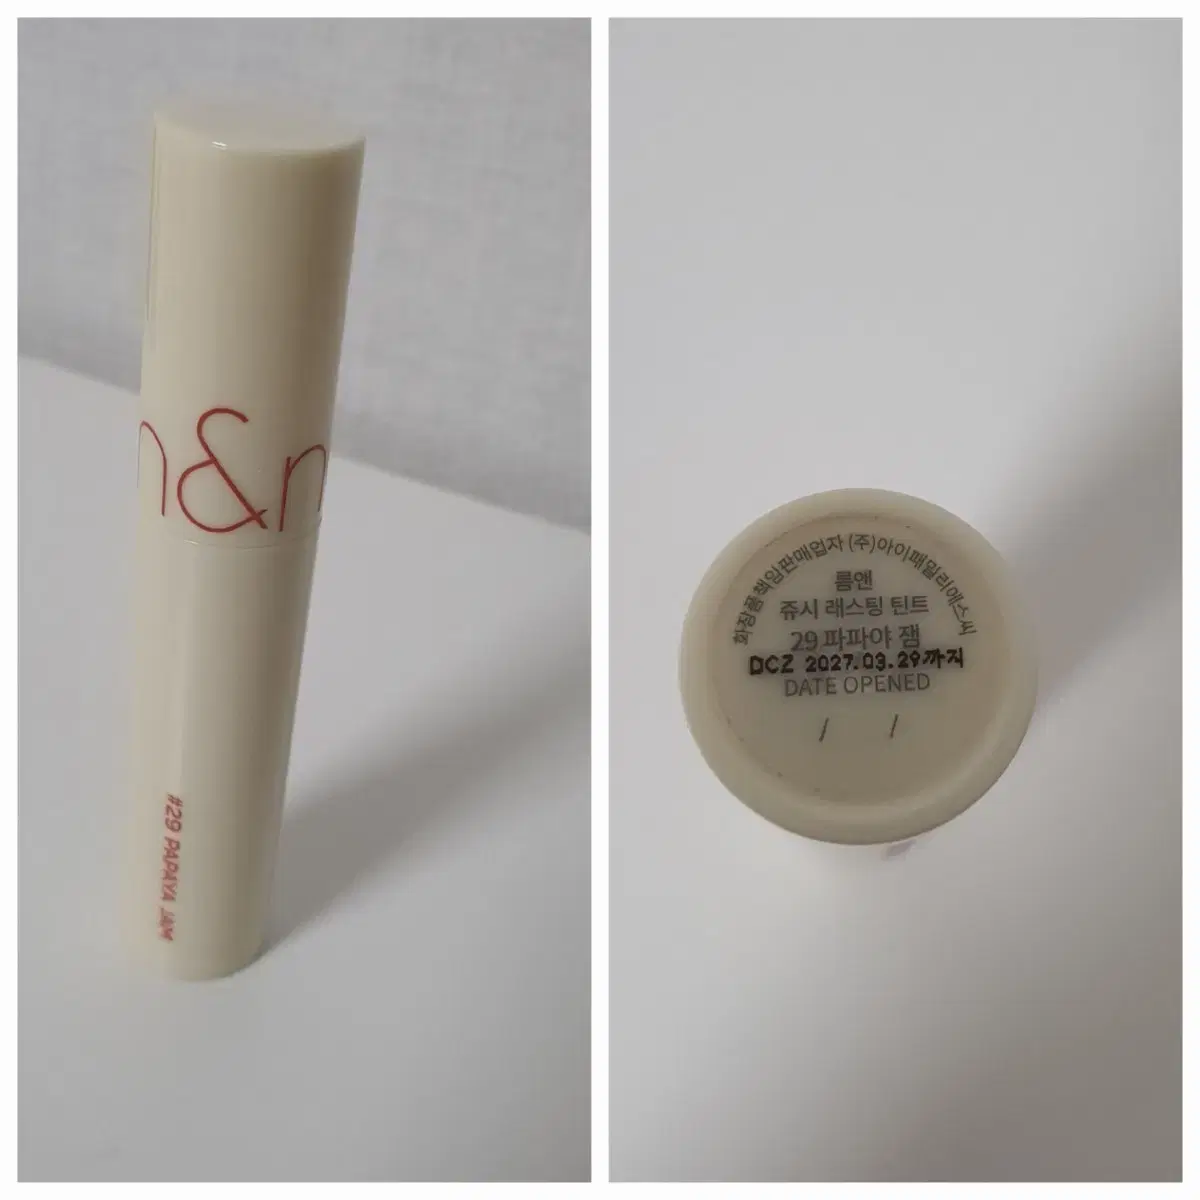 n&n
#29 PAPAYA JAM
화장품책임판매업자 (주)아이패밀리에스씨
롬앤
쥬시 래스팅 틴트
29 파파야 잼
DCZ 2027.03.29까지
DATE OPENED
/ /